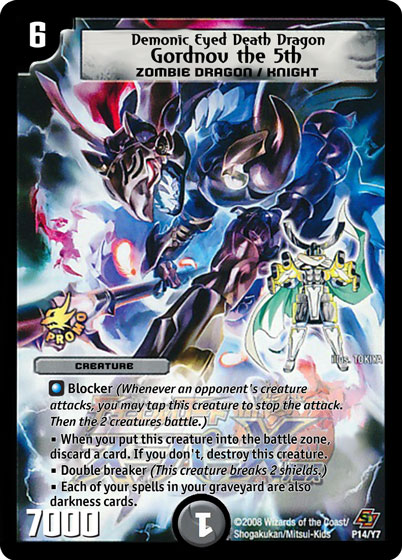 6
Demonic Eyed Death Dragon
Gordnov the 5th
ZOMBIE DRAGON / KNIGHT
PROMO
illus. TOKIYA
CREATURE
Blocker (Whenever an opponent's creature
attacks, you may tap this creature to stop the attack.
Then the 2 creatures battle.)
▪ When you put this creature into the battle zone,
discard a card. If you don't, destroy this creature.
▪ Double breaker (This creature breaks 2 shields.)
▪ Each of your spells in your graveyard are also
darkness cards.
7000
1
©2008 Wizards of the Coast/
Shogakukan/Mitsui-Kids
P14/Y7